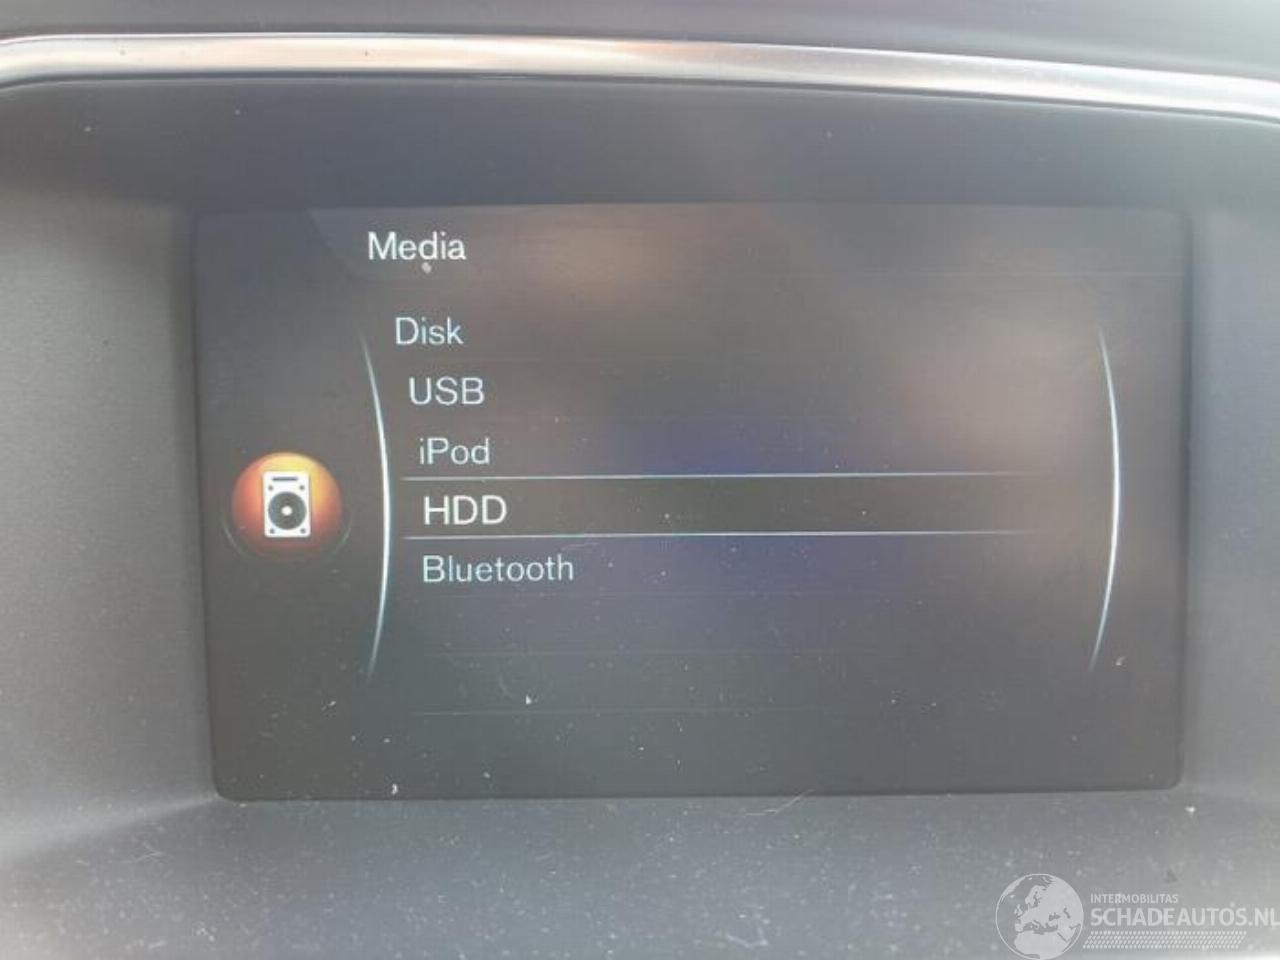 Media
Disk
USB
iPod
HDD
Bluetooth
INTERMOBILITAS
SCHADEAUTOS.NL